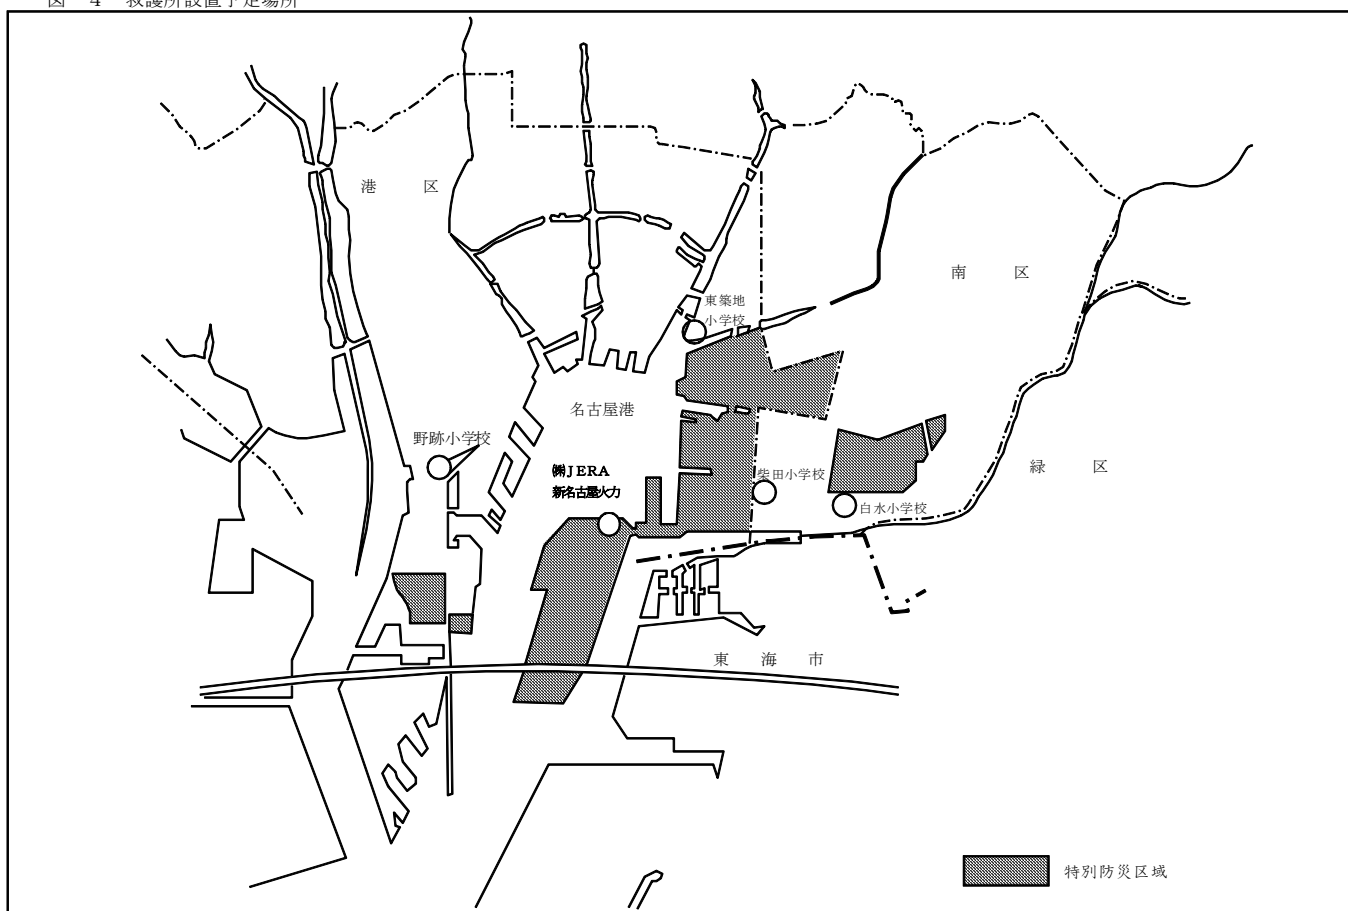 図 4 救護所設置予定場所
港 区
南 区
東築地
小学校
名古屋港
野跡小学校
㈱JERA
新名古屋火力
柴田小学校
緑 区
白水小学校
東 海 市
特別防災区域